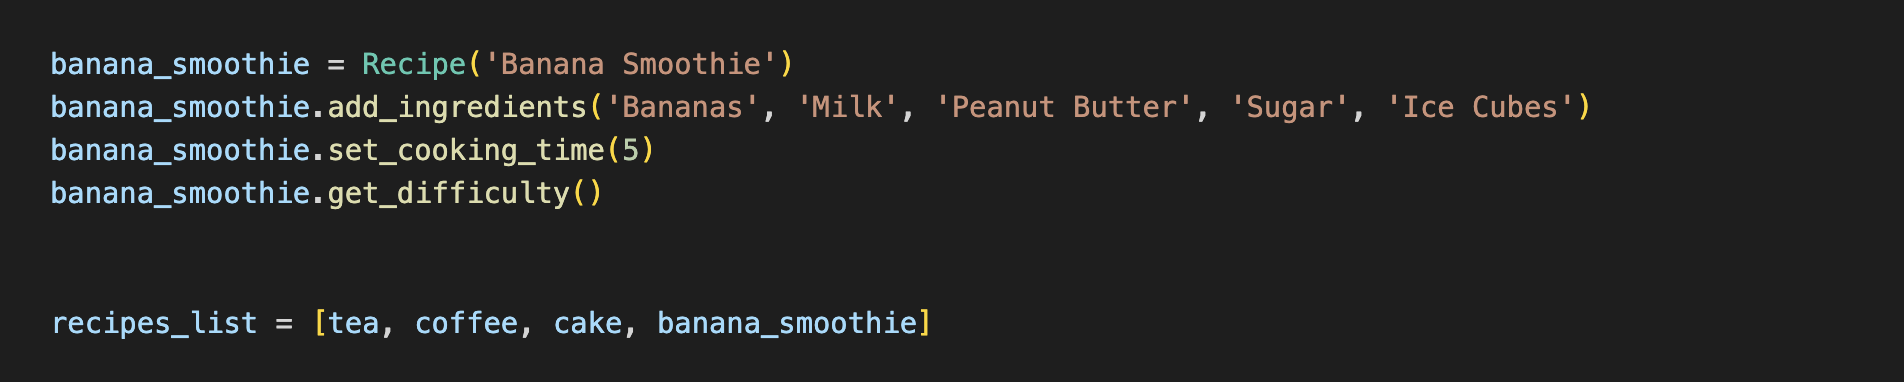 banana_smoothie = Recipe('Banana Smoothie')
banana_smoothie.add_ingredients('Bananas', 'Milk', 'Peanut Butter', 'Sugar', 'Ice Cubes')
banana_smoothie.set_cooking_time(5)
banana_smoothie.get_difficulty()
recipes_list = [tea, coffee, cake, banana_smoothie]